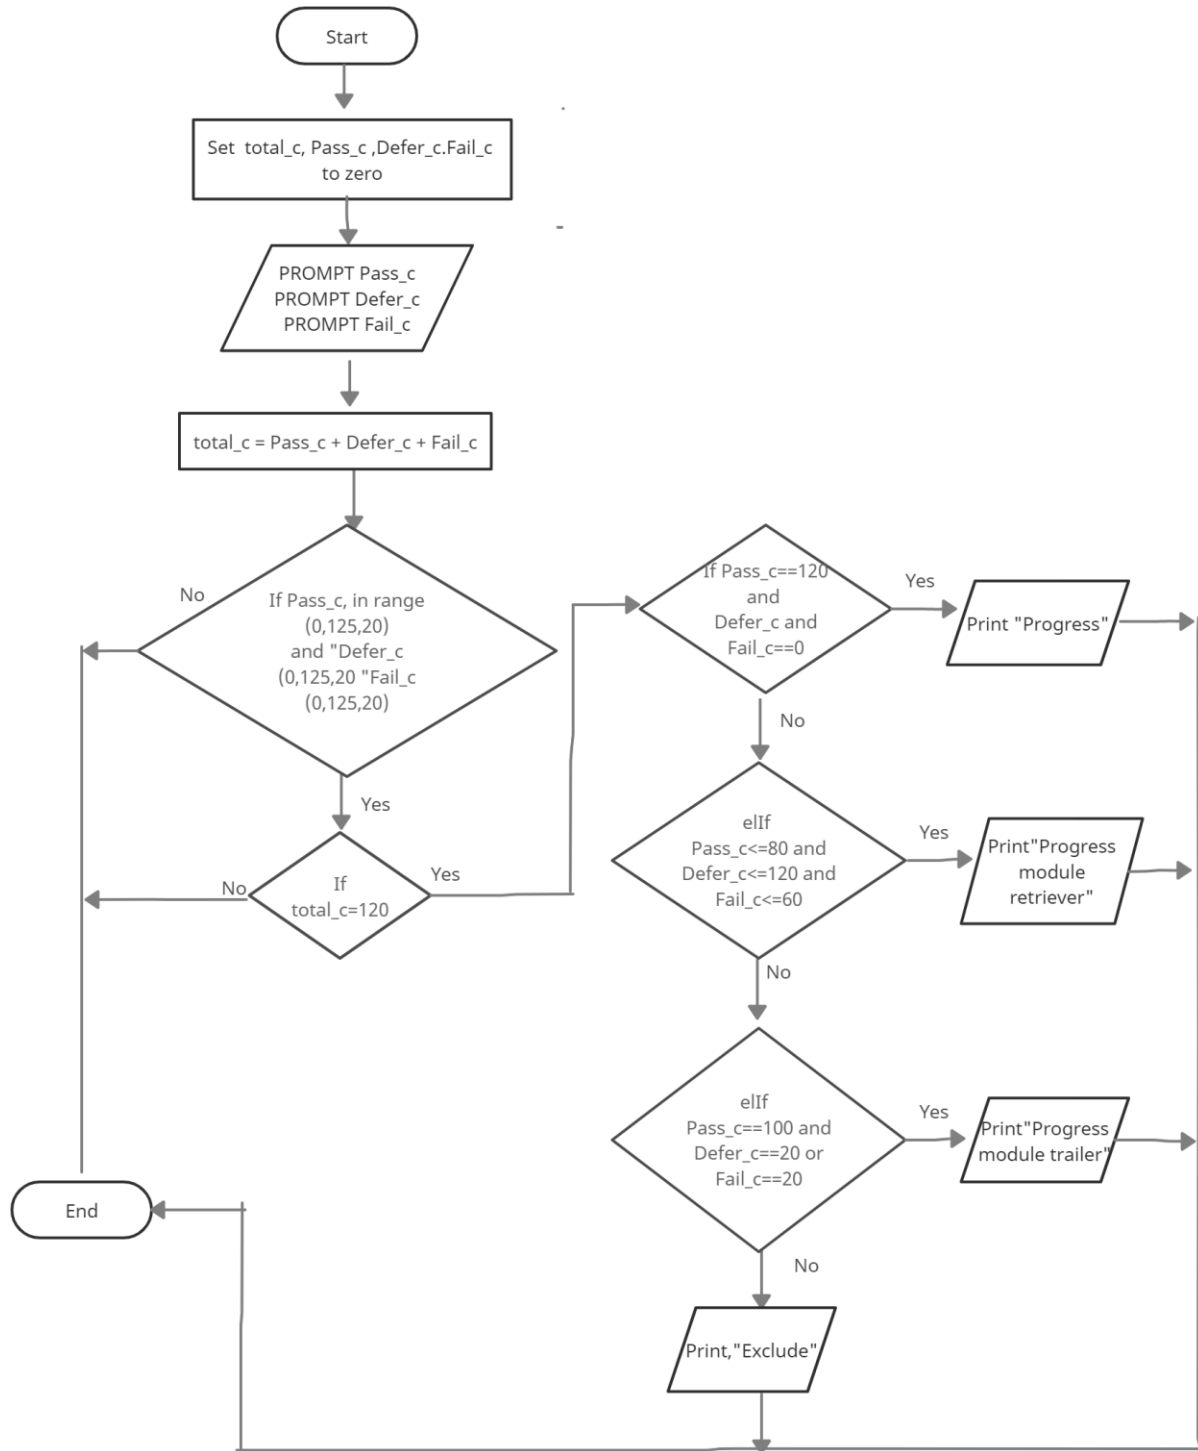 Start
Set  total_c, Pass_c ,Defer_c.Fail_c
to zero
PROMPT Pass_c
PROMPT Defer_c
PROMPT Fail_c
total_c = Pass_c + Defer_c + Fail_c
No
If Pass_c, in range
(0,125,20)
and "Defer_c
(0,125,20 "Fail_c
(0,125,20)
Yes
No
If
total_c=120
Yes
If Pass_c==120
and
Defer_c and
Fail_c==0
Yes
Print "Progress"
No
elIf
Pass_c<=80 and
Defer_c<=120 and
Fail_c<=60
Yes
Print"Progress
module
retriever"
No
elIf
Pass_c==100 and
Defer_c==20 or
Fail_c==20
Yes
Print"Progress
module trailer"
No
Print,"Exclude"
End